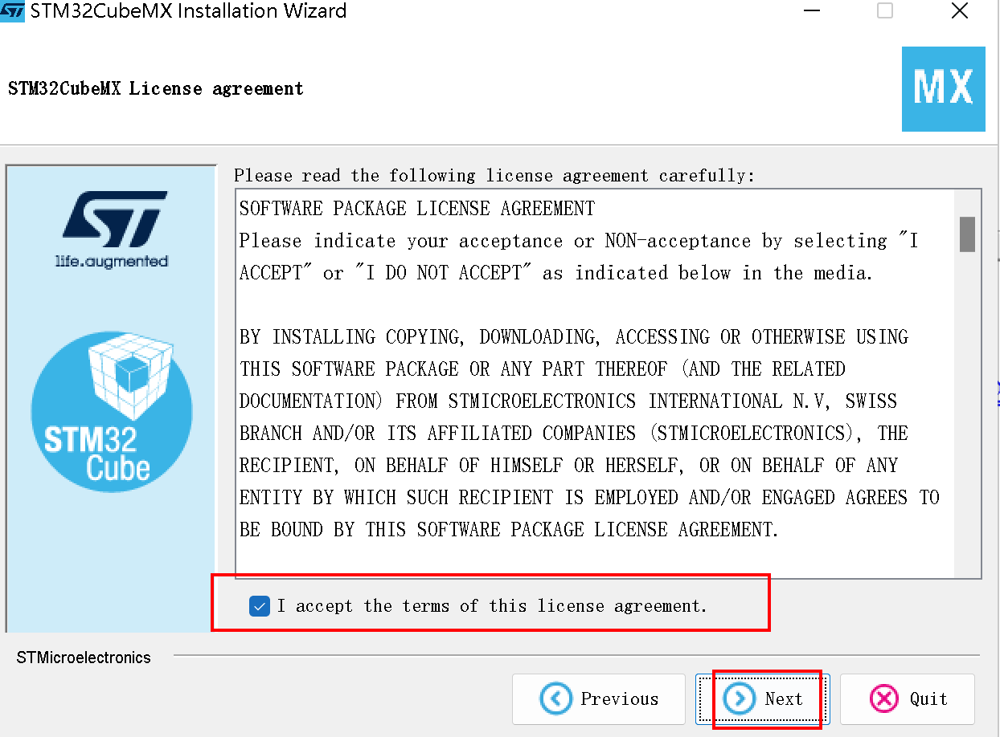 STM32CubeMX Installation Wizard
STM32CubeMX License agreement
MX
ST
life.augmented
STM32
Cube
Please read the following license agreement carefully:
SOFTWARE PACKAGE LICENSE AGREEMENT
Please indicate your acceptance or NON-acceptance by selecting "I
ACCEPT" or "I DO NOT ACCEPT" as indicated below in the media.
BY INSTALLING COPYING, DOWNLOADING, ACCESSING OR OTHERWISE USING
THIS SOFTWARE PACKAGE OR ANY PART THEREOF (AND THE RELATED
DOCUMENTATION) FROM STMICROELECTRONICS INTERNATIONAL N.V, SWISS
BRANCH AND/OR ITS AFFILIATED COMPANIES (STMICROELECTRONICS), THE
RECIPIENT, ON BEHALF OF HIMSELF OR HERSELF, OR ON BEHALF OF ANY
ENTITY BY WHICH SUCH RECIPIENT IS EMPLOYED AND/OR ENGAGED AGREES TO
BE BOUND BY THIS SOFTWARE PACKAGE LICENSE AGREEMENT.
I accept the terms of this license agreement.
STMicroelectronics
Previous
Next
Quit